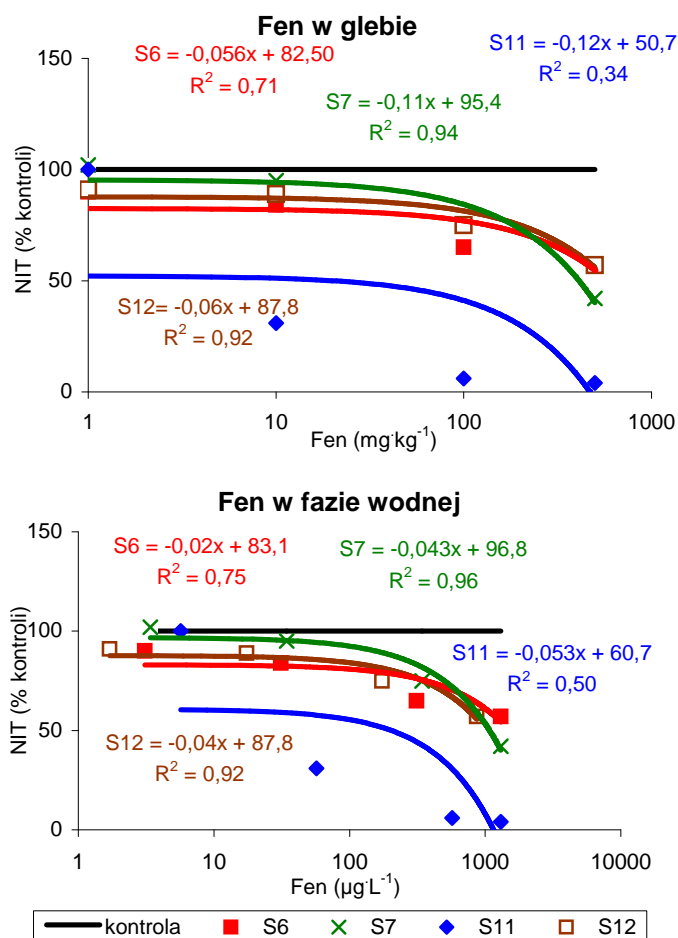 Fen w glebie
S6 = -0,056x + 82,50
R² = 0,71
S11 = -0,12x + 50,7
R² = 0,34
S7 = -0,11x + 95,4
R² = 0,94
S12= -0,06x + 87,8
R² = 0,92
NIT (% kontroli)
150
100
50
0
1
10
100
1000
Fen (mg·kg⁻¹)
Fen w fazie wodnej
S6 = -0,02x + 83,1
R² = 0,75
S7 = -0,043x + 96,8
R² = 0,96
S11 = -0,053x + 60,7
R² = 0,50
S12 = -0,04x + 87,8
R² = 0,92
NIT (% kontroli)
150
100
50
0
1
10
100
1000
10000
Fen (µg·L⁻¹)
kontrola S6 S7 S11 S12